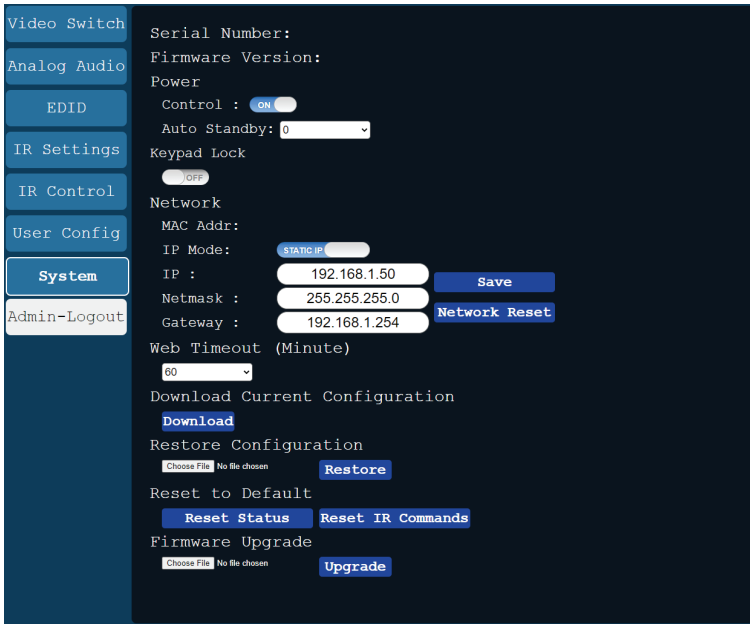 Video Switch
Analog Audio
EDID
IR Settings
IR Control
User Config
System
Admin-Logout
Serial Number:
Firmware Version:
Power
Control : ON
Auto Standby: 0
Keypad Lock
OFF
Network
MAC Addr:
IP Mode: STATIC IP
IP : 192.168.1.50 Save
Netmask : 255.255.255.0
Gateway : 192.168.1.254 Network Reset
Web Timeout (Minute)
60
Download Current Configuration
Download
Restore Configuration
Choose File No file chosen Restore
Reset to Default
Reset Status Reset IR Commands
Firmware Upgrade
Choose File No file chosen Upgrade